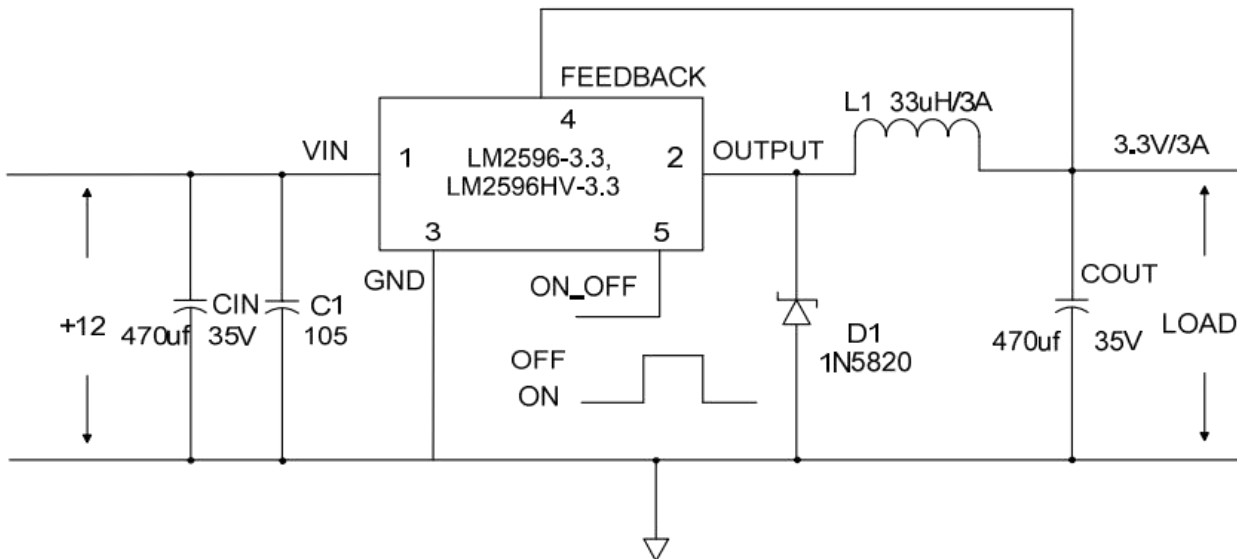 FEEDBACK
L1 33uH/3A
4
VIN
1
LM2596-3.3,
2
OUTPUT
3.3V/3A
LM2596HV-3.3
3
5
GND
ON_OFF
COUT
CIN
C1
+12
470uf 35V
105
D1
1N5820
470uf 35V
LOAD
OFF
ON